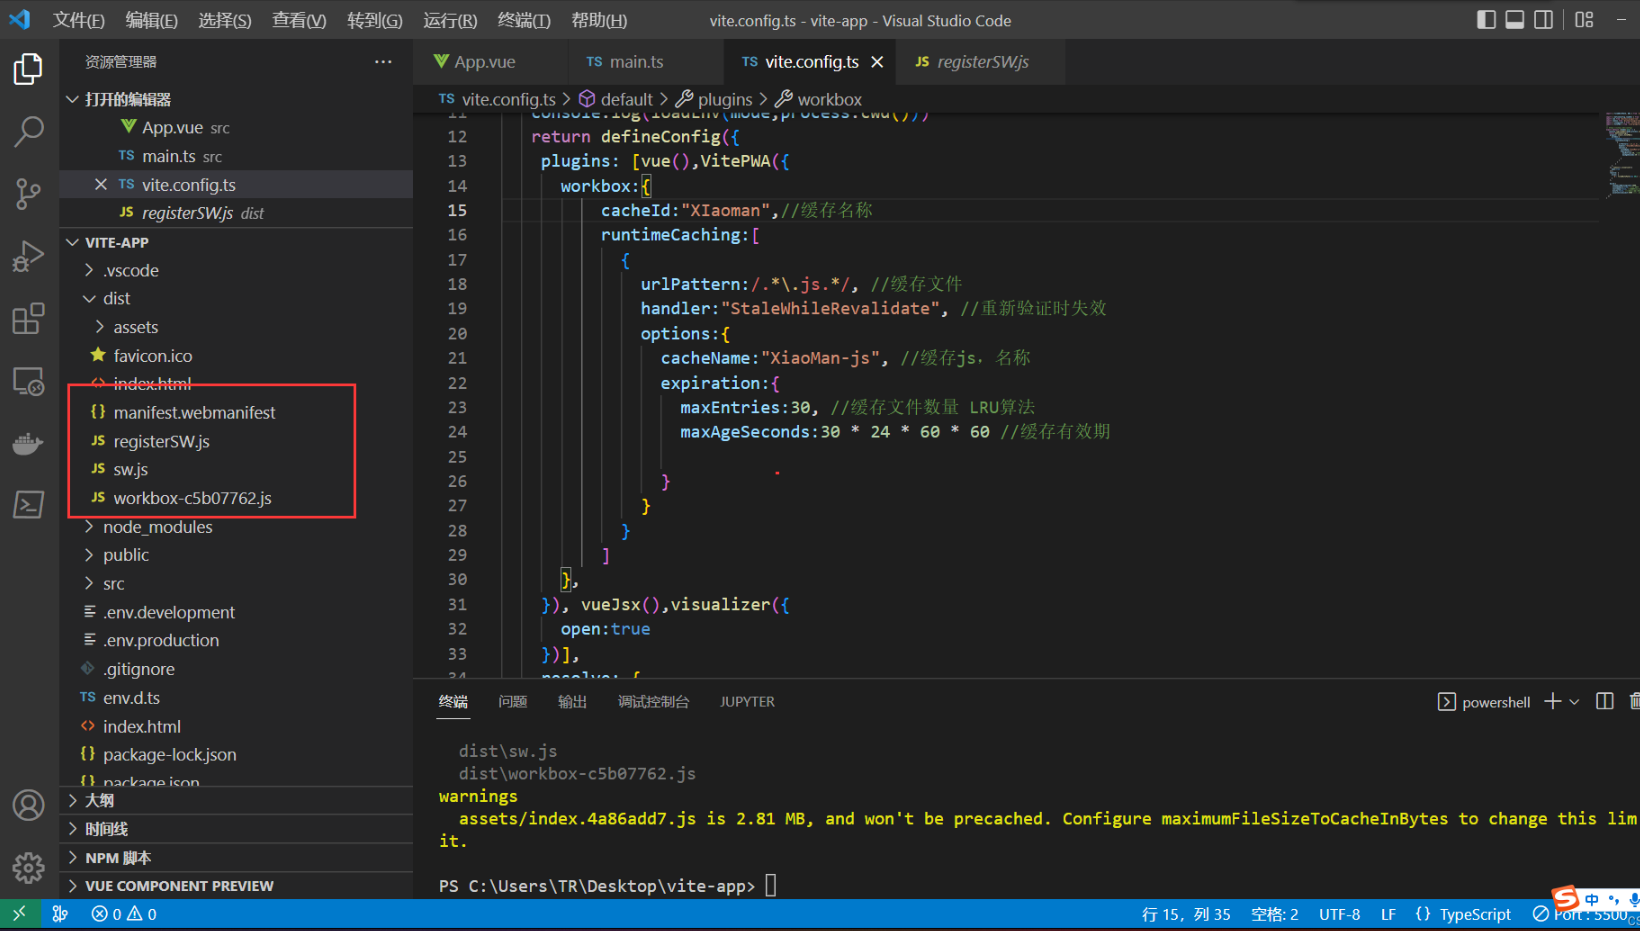 文件(F) 编辑(E) 选择(S) 查看(V) 转到(G) 运行(R) 终端(T) 帮助(H) vite.config.ts - vite-app - Visual Studio Code
资源管理器
打开的编辑器
App.vue src
TS main.ts src
TS vite.config.ts
JS registerSW.js dist
VITE-APP
.vscode
dist
assets
favicon.ico
index.html
{} manifest.webmanifest
JS registerSW.js
JS sw.js
JS workbox-c5b07762.js
node_modules
public
src
.env.development
.env.production
.gitignore
TS env.d.ts
<> index.html
{} package-lock.json
{} package.json
大纲
时间线
NPM 脚本
VUE COMPONENT PREVIEW
App.vue TS main.ts TS vite.config.ts JS registerSW.js
TS vite.config.ts > default > plugins > workbox
11 console.log(loadEnv(mode,process.cwd()))
12 return defineConfig({
13 plugins: [vue(),VitePWA({
14 workbox:{
15 cacheId:"XIaoman",//缓存名称
16 runtimeCaching:[
17 {
18 urlPattern:/.*\.js.*/, //缓存文件
19 handler:"StaleWhileRevalidate", //重新验证时失效
20 options:{
21 cacheName:"XiaoMan-js", //缓存js，名称
22 expiration:{
23 maxEntries:30, //缓存文件数量 LRU算法
24 maxAgeSeconds:30 * 24 * 60 * 60 //缓存有效期
25
26 }
27 }
28 }
29 ]
30 },
31 }), vueJsx(),visualizer({
32 open:true
33 })],
34 resolve: {
终端 问题 输出 调试控制台 JUPYTER
powershell
dist\sw.js
dist\workbox-c5b07762.js
warnings
assets/index.4a86add7.js is 2.81 MB, and won't be precached. Configure maximumFileSizeToCacheInBytes to change this lim
it.
PS C:\Users\TR\Desktop\vite-app>
0 0 行 15，列 35 空格: 2 UTF-8 LF {} TypeScript Port : 5500
S 中